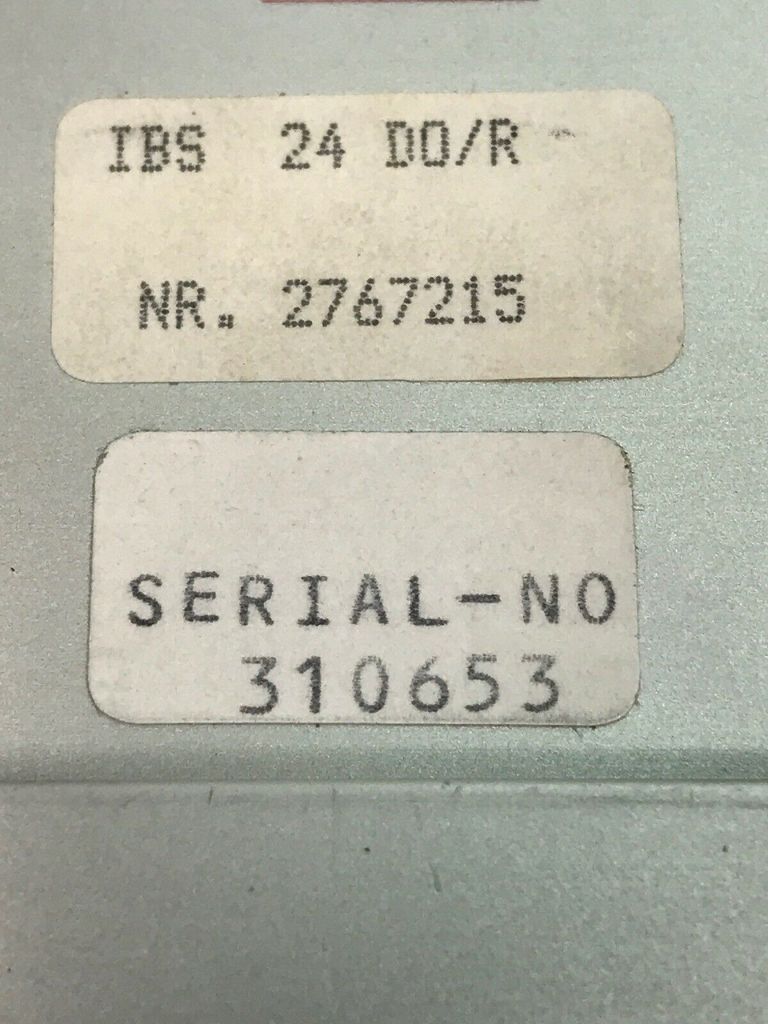 IBS 24 DO/R
NR. 2767215
SERIAL-NO
310653